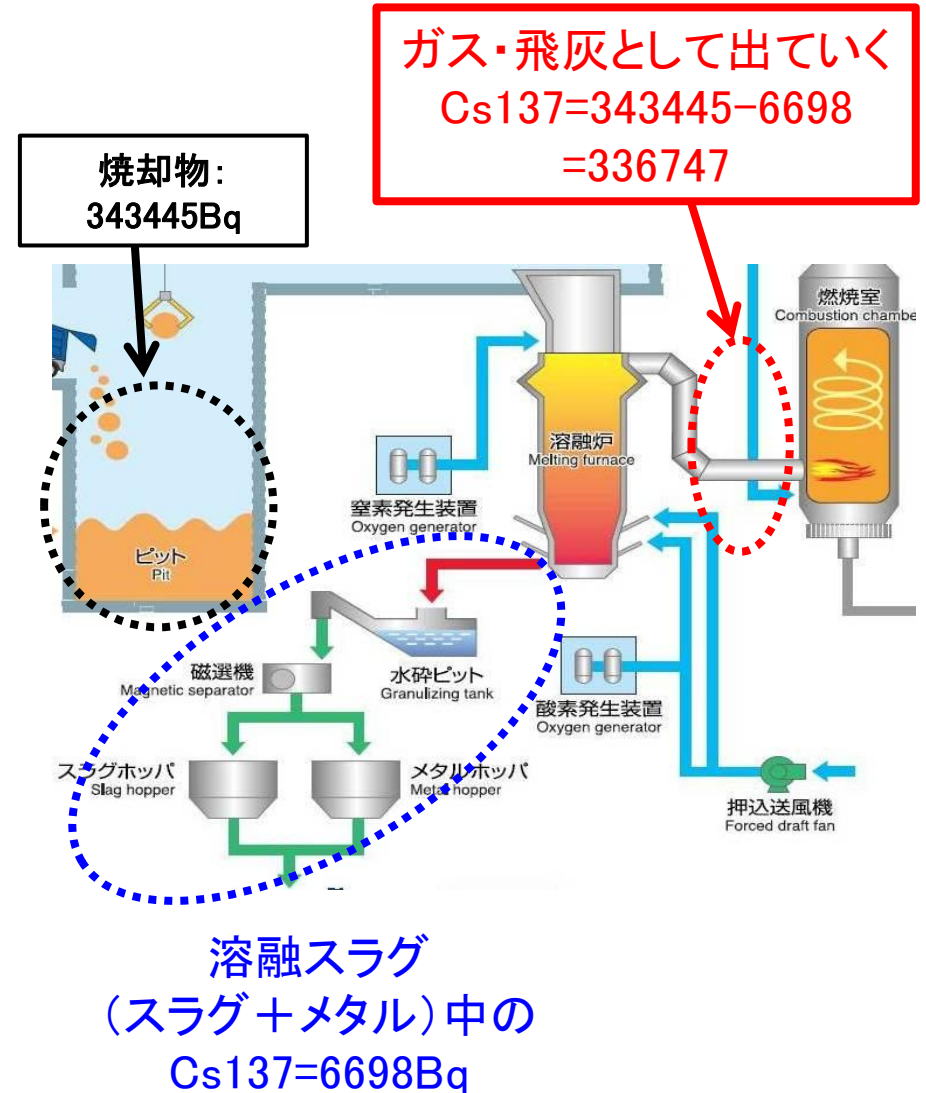 ガス・飛灰として出ていく
Cs137=343445-6698
=336747
焼却物:
343445Bq
燃焼室
Combustion chambe
溶融炉
Melting furnace
窒素発生装置
Oxygen generator
ピット
Pit
磁選機
Magnetic separator
水砕ピット
Granulizing tank
酸素発生装置
Oxygen generator
スラグホッパ
Slag hopper
メタルホッパ
Metal hopper
押込送風機
Forced draft fan
溶融スラグ
(スラグ+メタル)中の
Cs137=6698Bq